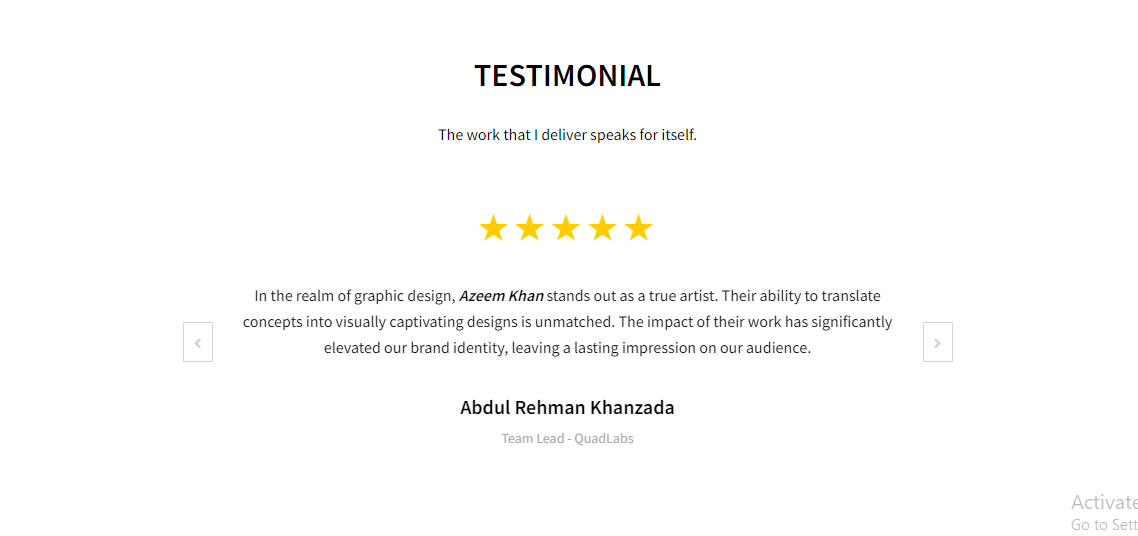 TESTIMONIAL
The work that I deliver speaks for itself.
In the realm of graphic design, Azeem Khan stands out as a true artist. Their ability to translate
concepts into visually captivating designs is unmatched. The impact of their work has significantly
elevated our brand identity, leaving a lasting impression on our audience.
Abdul Rehman Khanzada
Team Lead - QuadLabs
Activate
Go to Sett